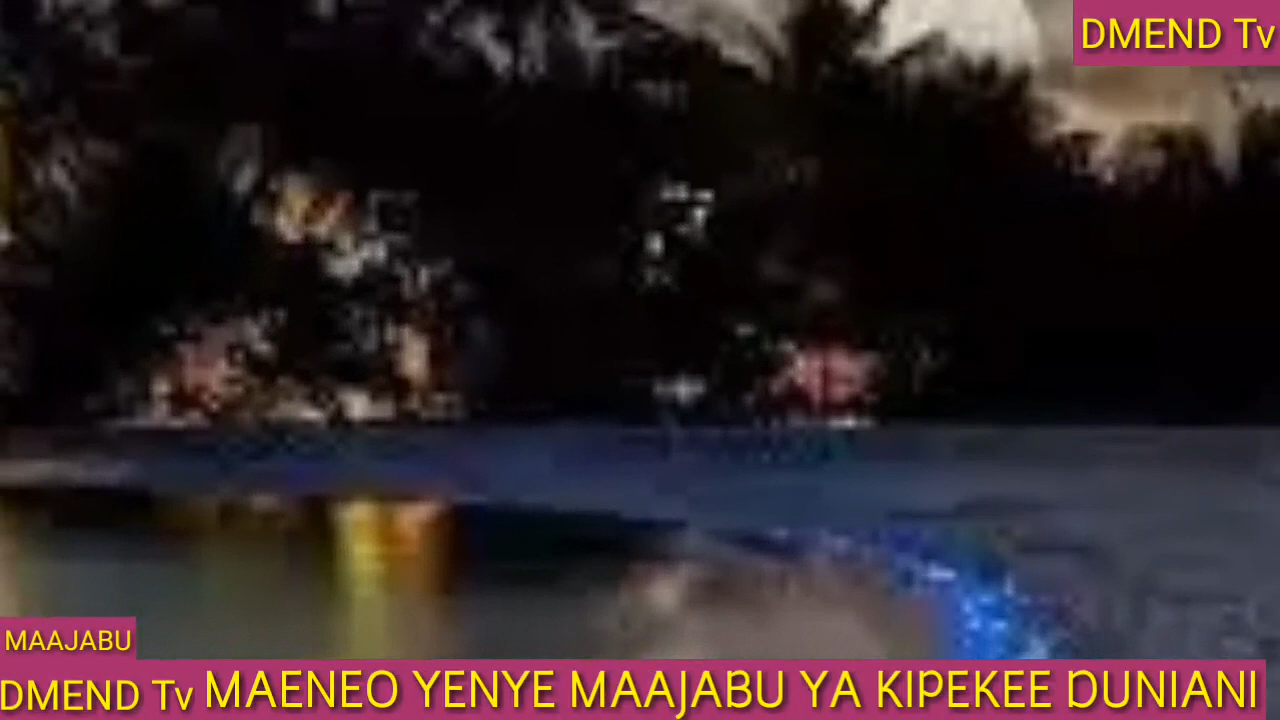 DMEND Tv
MAAJABU
DMEND Tv MAENEO YENYE MAAJABU YA KIPEKEE DUNIANI